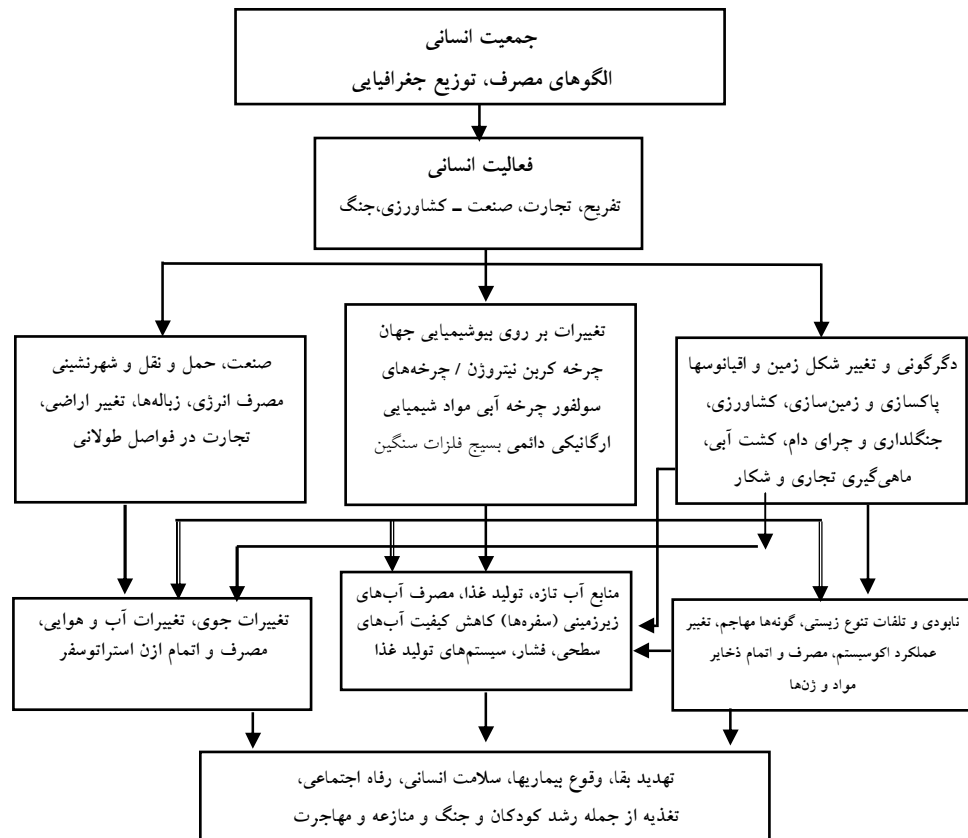 جمعیت انسانی
الگوهای مصرف، توزیع جغرافیایی
فعالیت انسانی
تفریح، تجارت، صنعت – کشاورزی،جنگ
دگرگونی و تغییر شکل زمین و اقیانوسها
پاکسازی و زمین‌سازی، کشاورزی،
جنگلداری و چرای دام، کشت آبی،
ماهی‌گیری تجاری و شکار
تغییرات بر روی بیوشیمیایی جهان
چرخه کربن نیتروژن / چرخه‌های
سولفور چرخه آبی مواد شیمیایی
ارگانیکی دائمی بسیج فلزات سنگین
صنعت، حمل و نقل و شهرنشینی
مصرف انرژی، زباله‌ها، تغییر اراضی،
تجارت در فواصل طولانی
نابودی و تلفات تنوع زیستی، گونه‌ها مهاجم، تغییر
عملکرد اکوسیستم، مصرف و اتمام ذخایر
مواد و ژن‌ها
منابع آب تازه، تولید غذا، مصرف آب‌های
زیرزمینی (سفره‌ها) کاهش کیفیت آب‌های
سطحی، فشار، سیستم‌های تولید غذا
تغییرات جوی، تغییرات آب و هوایی،
مصرف و اتمام ازن استراتوسفر
تهدید بقا، وقوع بیماریها، سلامت انسانی، رفاه اجتماعی،
تغذیه از جمله رشد کودکان و جنگ و منازعه و مهاجرت